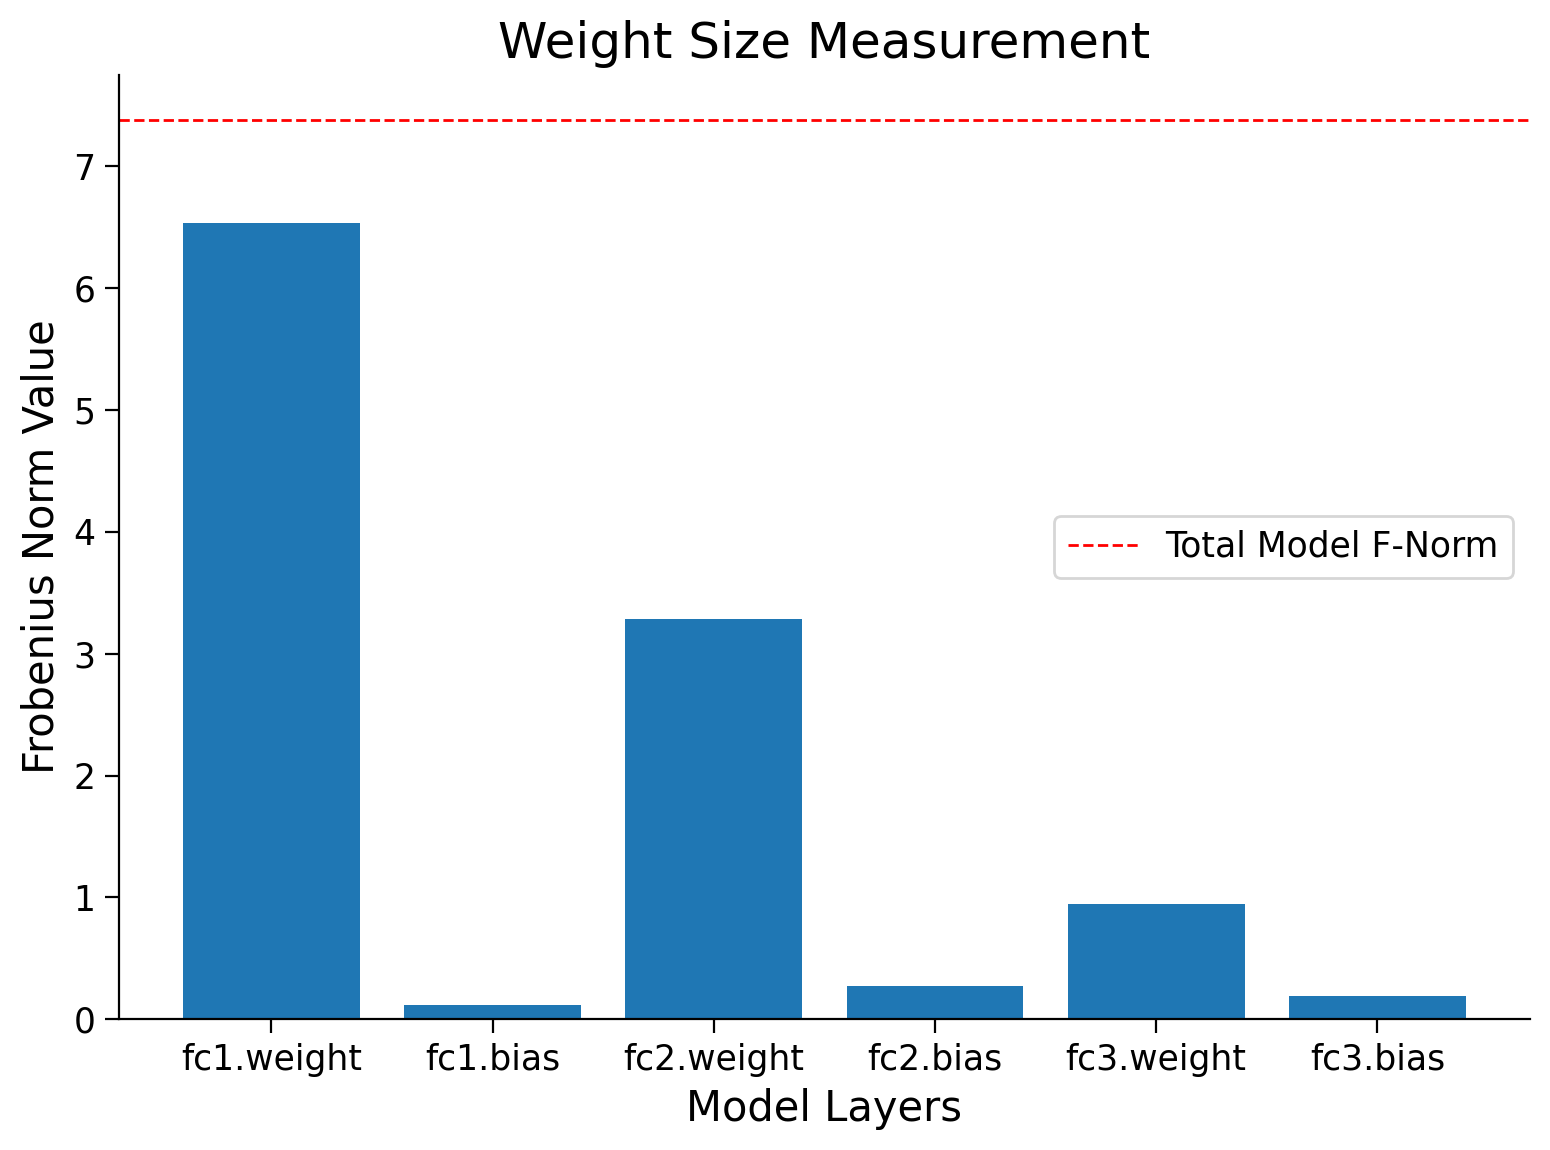 Weight Size Measurement
Frobenius Norm Value
7
6
5
4
3
2
1
0
Total Model F-Norm
fc1.weight
fc1.bias
fc2.weight
fc2.bias
fc3.weight
fc3.bias
Model Layers